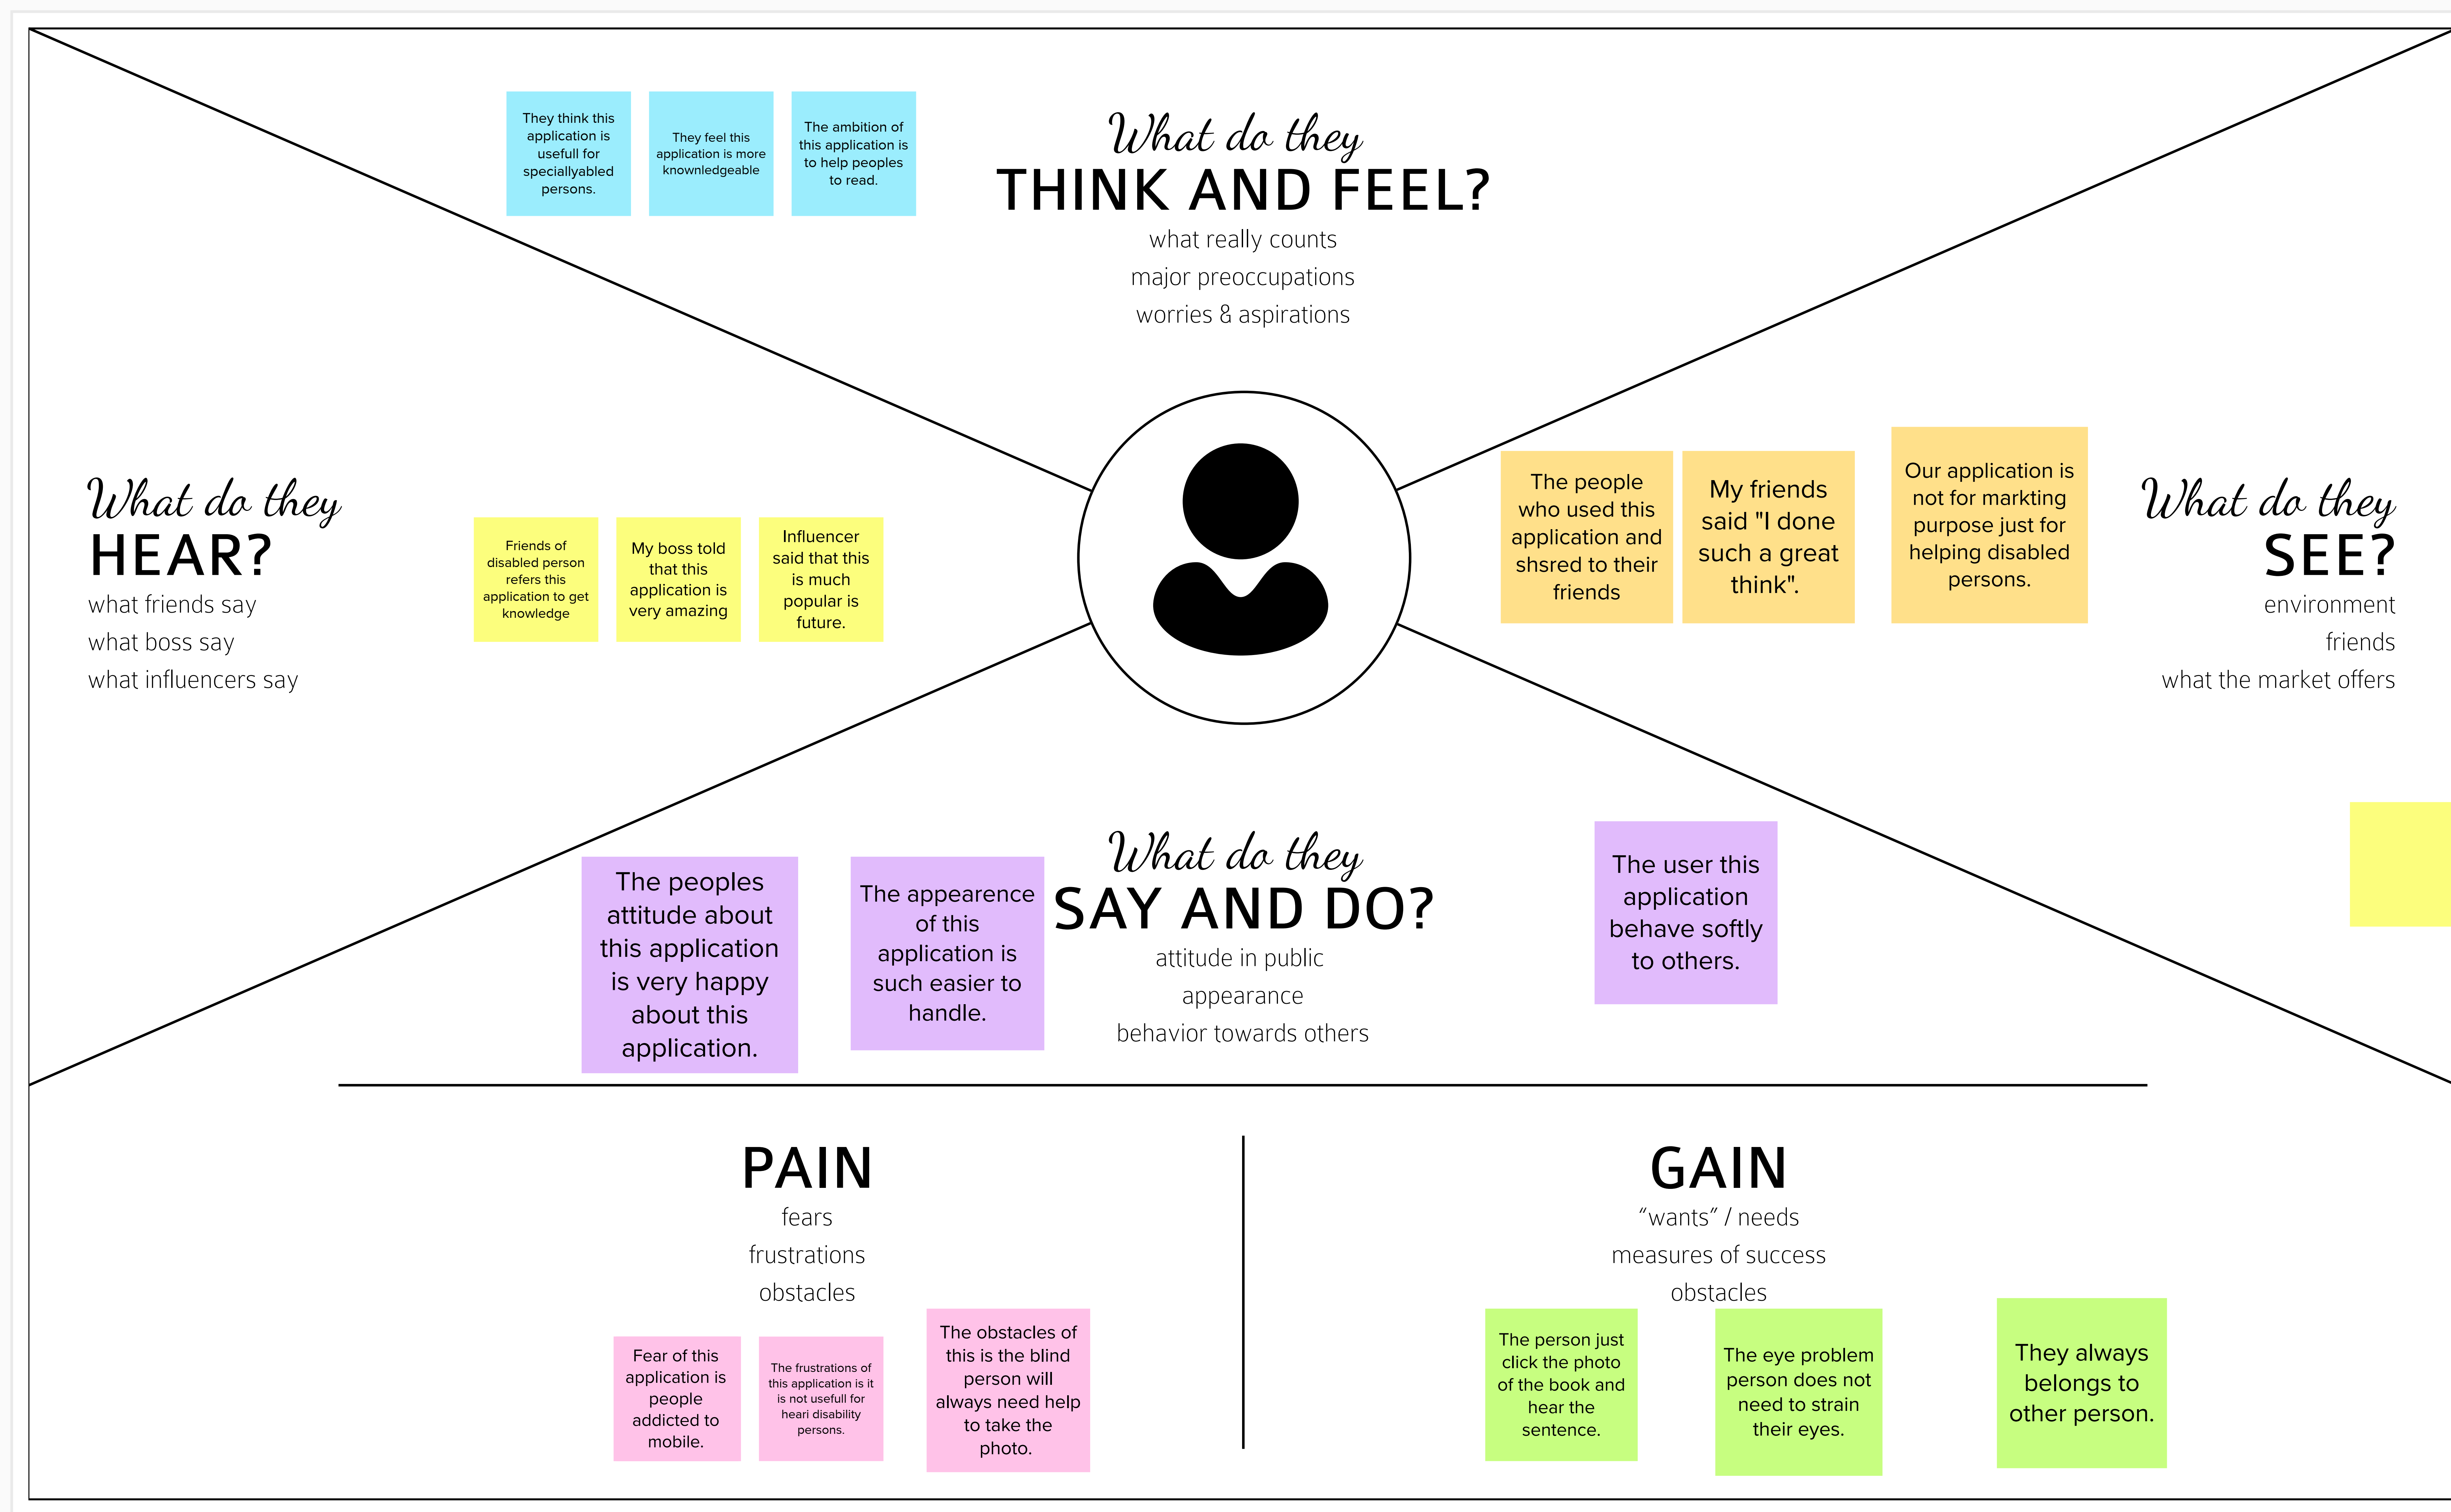 They think this
application is
usefull for
speciallyabled
persons.
They feel this
application is more
knownledgeable
The ambition of
this application is
to help peoples
to read.
What do they
THINK AND FEEL?
what really counts
major preoccupations
worries & aspirations
What do they
HEAR?
what friends say
what boss say
what influencers say
Friends of
disabled person
refers this
application to get
knowledge
My boss told
that this
application is
very amazing
Influencer
said that this
is much
popular is
future.
The people
who used this
application and
shsred to their
friends
My friends
said "I done
such a great
think".
Our application is
not for markting
purpose just for
helping disabled
persons.
What do they
SEE?
environment
friends
what the market offers
The peoples
attitude about
this application
is very happy
about this
application.
The appearence
of this
application is
such easier to
handle.
What do they
SAY AND DO?
attitude in public
appearance
behavior towards others
The user this
application
behave softly
to others.
PAIN
fears
frustrations
obstacles
Fear of this
application is
people
addicted to
mobile.
The frustrations of
this application is it
is not usefull for
heari disability
persons.
The obstacles of
this is the blind
person will
always need help
to take the
photo.
GAIN
“wants” / needs
measures of success
obstacles
The person just
click the photo
of the book and
hear the
sentence.
The eye problem
person does not
need to strain
their eyes.
They always
belongs to
other person.